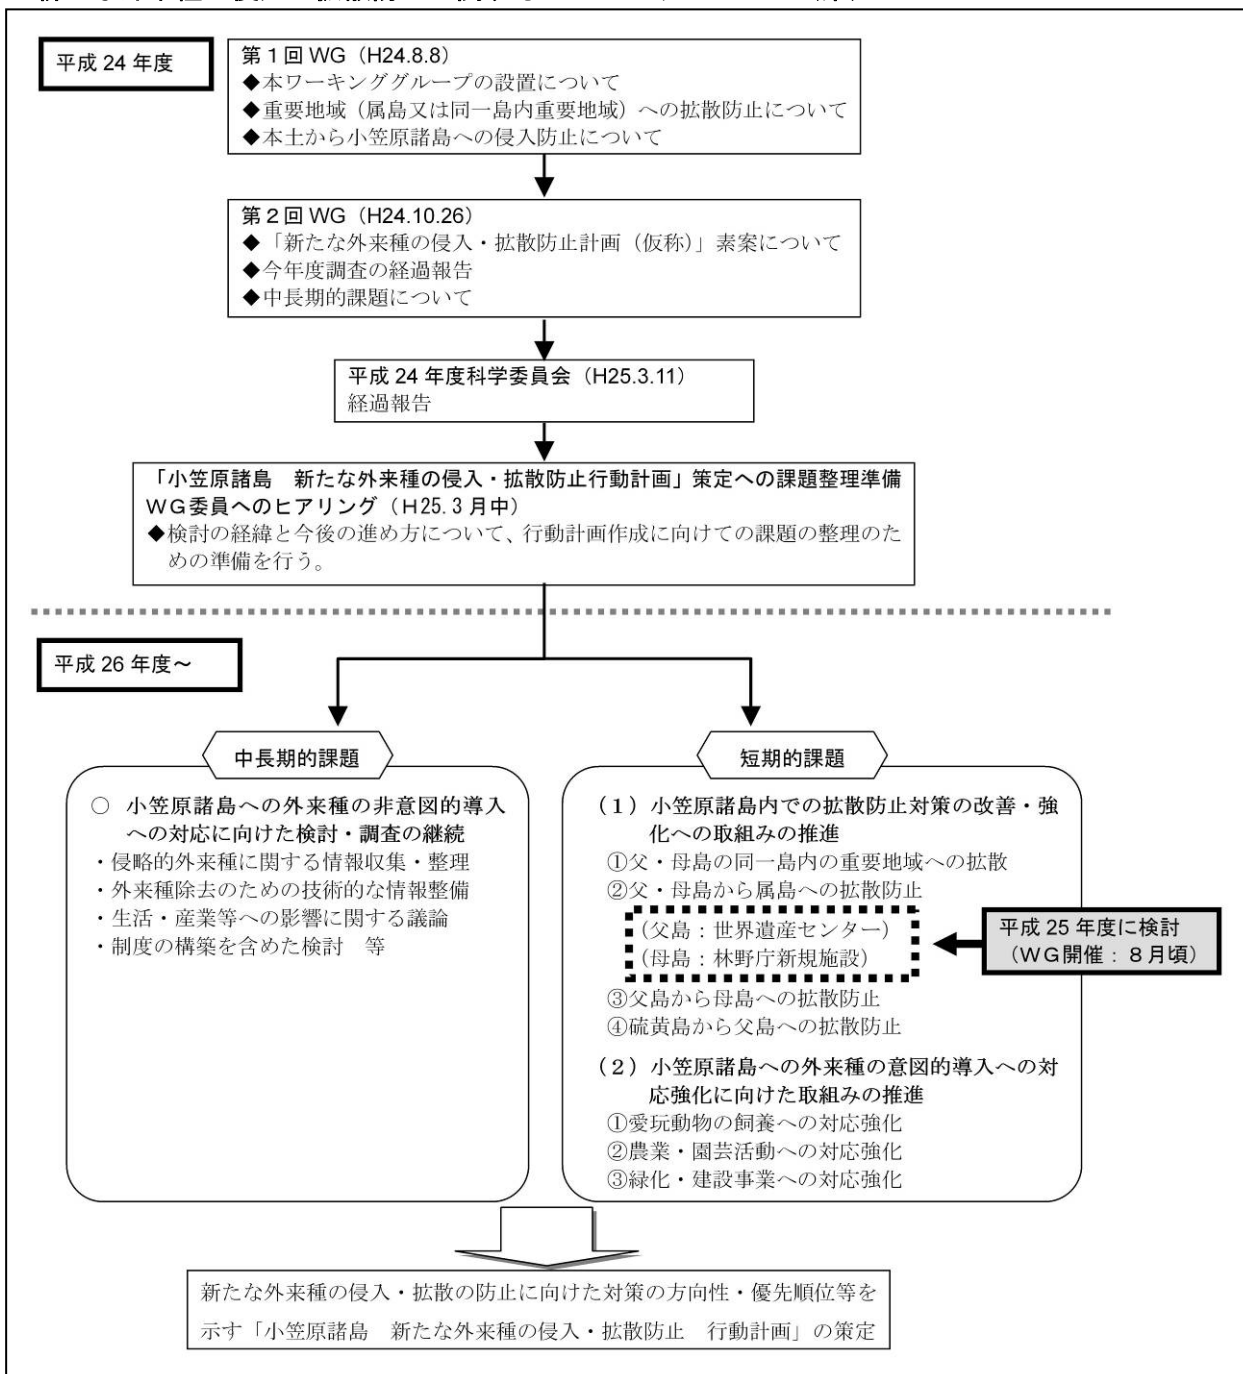 平成 24 年度
第１回 WG（H24.8.8）
◆本ワーキンググループの設置について
◆重要地域（属島又は同一島内重要地域）への拡散防止について
◆本土から小笠原諸島への侵入防止について
第２回 WG（H24.10.26）
◆「新たな外来種の侵入・拡散防止計画（仮称）」素案について
◆今年度調査の経過報告
◆中長期的課題について
平成 24 年度科学委員会（H25.3.11）
経過報告
「小笠原諸島　新たな外来種の侵入・拡散防止行動計画」策定への課題整理準備
ＷＧ委員へのヒアリング（Ｈ25.３月中）
◆検討の経緯と今後の進め方について、行動計画作成に向けての課題の整理のた
めの準備を行う。
平成 26 年度～
中長期的課題
○　小笠原諸島への外来種の非意図的導入
への対応に向けた検討・調査の継続
・侵略的外来種に関する情報収集・整理
・外来種除去のための技術的な情報整備
・生活・産業等への影響に関する議論
・制度の構築を含めた検討　等
短期的課題
（１）小笠原諸島内での拡散防止対策の改善・強
化への取組みの推進
①父・母島の同一島内の重要地域への拡散
②父・母島から属島への拡散防止
（父島：世界遺産センター）
（母島：林野庁新規施設）
平成 25 年度に検討
（ＷＧ開催：８月頃）
③父島から母島への拡散防止
④硫黄島から父島への拡散防止
（２）小笠原諸島への外来種の意図的導入への対
応強化に向けた取組みの推進
①愛玩動物の飼養への対応強化
②農業・園芸活動への対応強化
③緑化・建設事業への対応強化
新たな外来種の侵入・拡散の防止に向けた対策の方向性・優先順位等を
示す「小笠原諸島　新たな外来種の侵入・拡散防止　行動計画」の策定